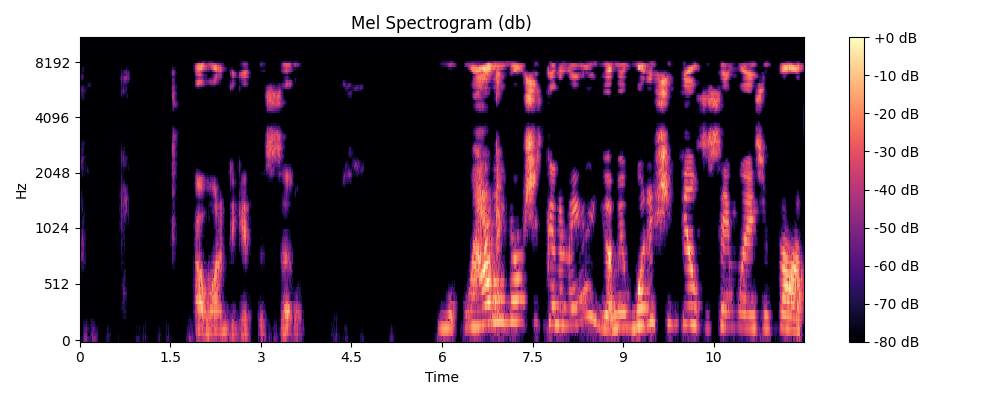 Mel Spectrogram (db)
Hz
8192
4096
2048
1024
512
0
0 1.5 3 4.5 6 7.5 9 10
Time
+0 dB
-10 dB
-20 dB
-30 dB
-40 dB
-50 dB
-60 dB
-70 dB
-80 dB